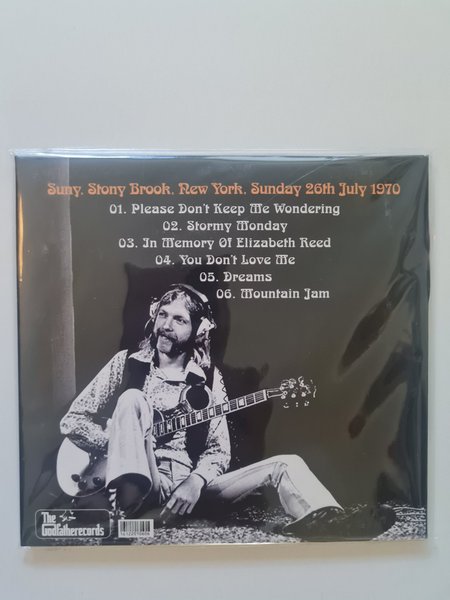 Suny, Stony Brook, New York, Sunday 26th July 1970
01. Please Don't Keep Me Wondering
02. Stormy Monday
03. In Memory Of Elizabeth Reed
04. You Don't Love Me
05. Dreams
06. Mountain Jam
The
Godfatherecords